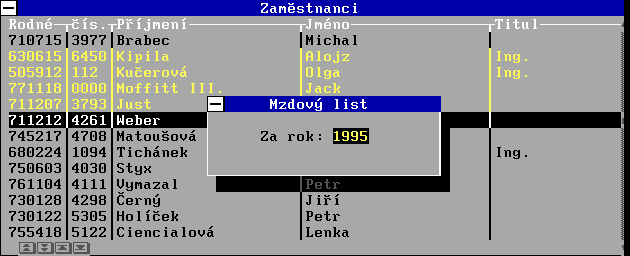 Zaměstnanci
Rodné čís. Příjmení Jméno Titul
710715 3977 Brabec Michal
630615 6450 Kipila Alojz Ing.
505912 112 Kučerová Olga Ing.
771118 0000 Moffitt III. Jack
711207 3793 Just
Mzdový list
711212 4261 Weber
Za rok: 1995
745217 4708 Matoušová
680224 1094 Tichánek Ing.
750603 4030 Styx
761104 4111 Vymazal Petr
730128 4298 Černý Jiří
730122 5305 Holíček Petr
755418 5122 Ciencialová Lenka